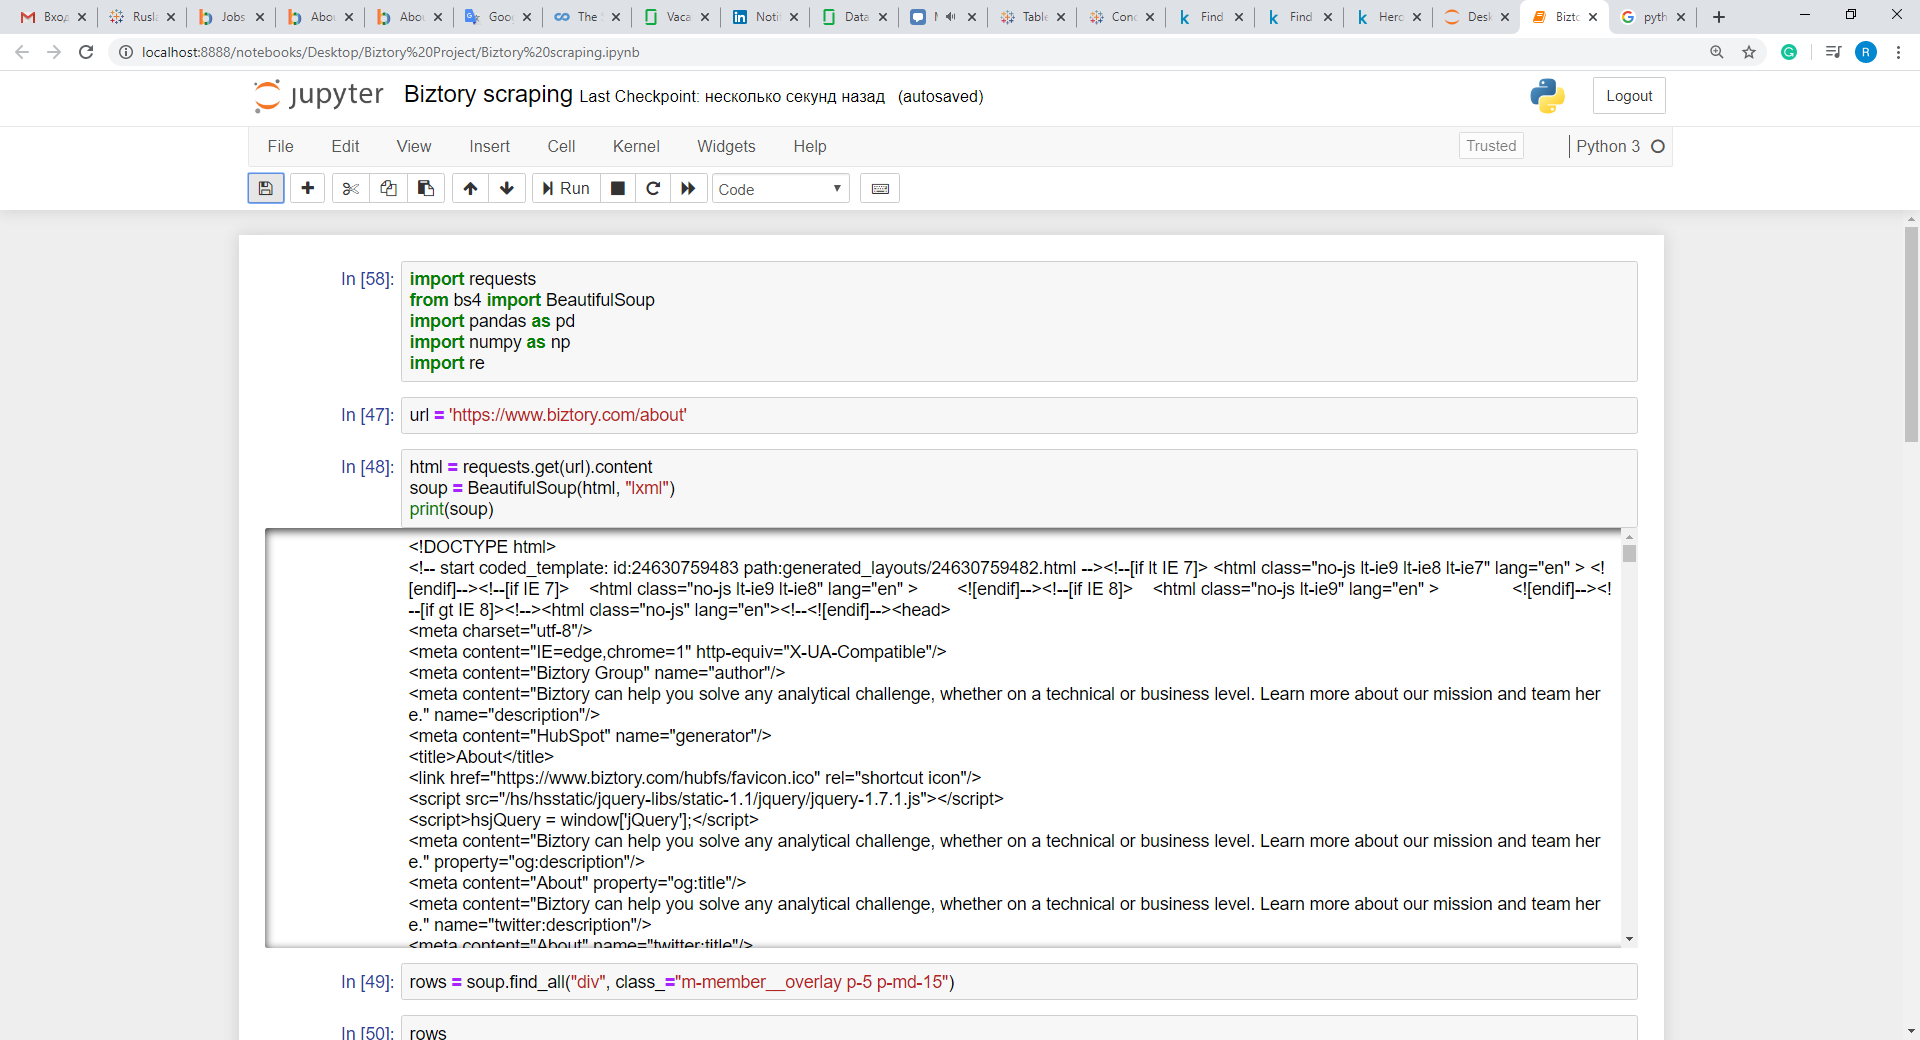 Вход Rusl Jobs Abou Abou Goo The Vaca Noti Data Table Conc Find Find Herc Desk Bizto pyth
localhost:8888/notebooks/Desktop/Biztory%20Project/Biztory%20scraping.ipynb R
jupyter Biztory scraping Last Checkpoint: несколько секунд назад (autosaved) Logout
File Edit View Insert Cell Kernel Widgets Help Trusted Python 3
Run Code
In [58]: import requests
from bs4 import BeautifulSoup
import pandas as pd
import numpy as np
import re
In [47]: url = 'https://www.biztory.com/about'
In [48]: html = requests.get(url).content
soup = BeautifulSoup(html, "lxml")
print(soup)
<!DOCTYPE html>
<!-- start coded_template: id:24630759483 path:generated_layouts/24630759482.html --><!--[if lt IE 7]> <html class="no-js lt-ie9 lt-ie8 lt-ie7" lang="en" > <!
[endif]--><!--[if IE 7]> <html class="no-js lt-ie9 lt-ie8" lang="en" > <![endif]--><!--[if IE 8]> <html class="no-js lt-ie9" lang="en" > <![endif]--><!
--[if gt IE 8]><!--><html class="no-js" lang="en"><!--<![endif]--><head>
<meta charset="utf-8"/>
<meta content="IE=edge,chrome=1" http-equiv="X-UA-Compatible"/>
<meta content="Biztory Group" name="author"/>
<meta content="Biztory can help you solve any analytical challenge, whether on a technical or business level. Learn more about our mission and team her
e." name="description"/>
<meta content="HubSpot" name="generator"/>
<title>About</title>
<link href="https://www.biztory.com/hubfs/favicon.ico" rel="shortcut icon"/>
<script src="/hs/hsstatic/jquery-libs/static-1.1/jquery/jquery-1.7.1.js"></script>
<script>hsjQuery = window['jQuery'];</script>
<meta content="Biztory can help you solve any analytical challenge, whether on a technical or business level. Learn more about our mission and team her
e." property="og:description"/>
<meta content="About" property="og:title"/>
<meta content="Biztory can help you solve any analytical challenge, whether on a technical or business level. Learn more about our mission and team her
e." name="twitter:description"/>
<meta content="About" name="twitter:title"/>
In [49]: rows = soup.find_all("div", class_="m-member__overlay p-5 p-md-15")
In [50]: rows